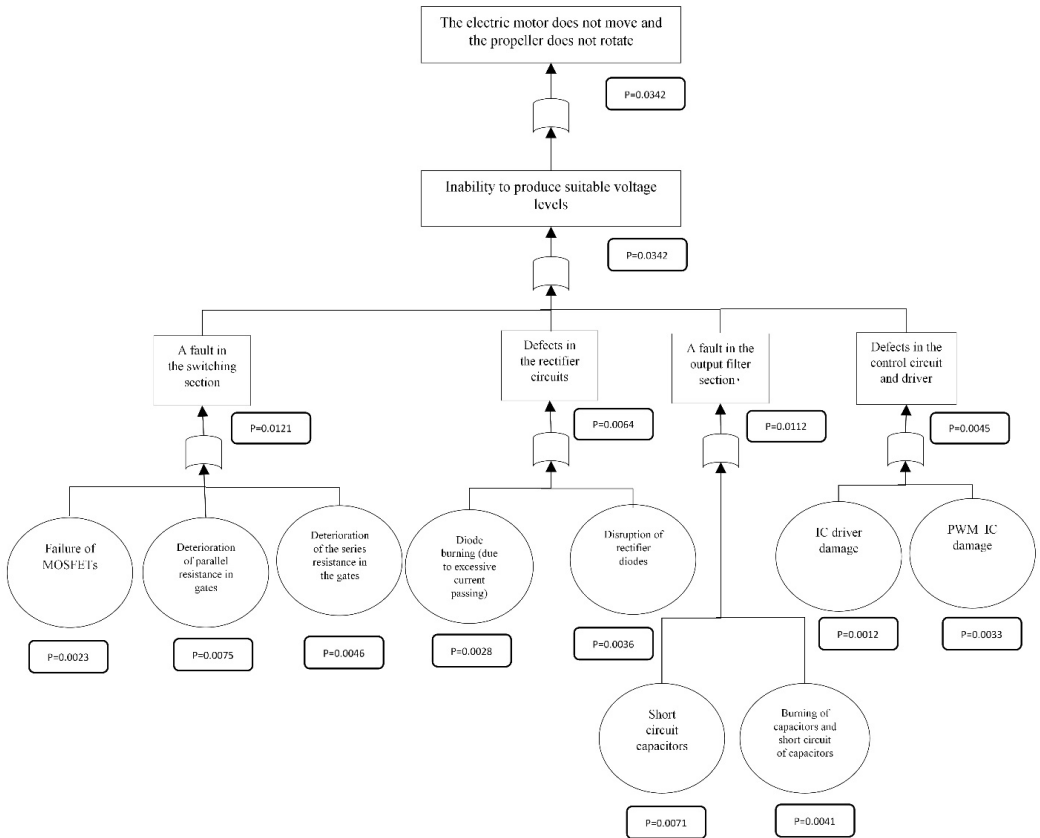 The electric motor does not move and
the propeller does not rotate
P=0.0342
Inability to produce suitable voltage
levels
P=0.0342
A fault in
the switching
section
Defects in
the rectifier
circuits
A fault in the
output filter
section
Defects in the
control circuit
and driver
P=0.0121
P=0.0064
P=0.0112
P=0.0045
Failure of
MOSFETs
Deterioration
of parallel
resistance in
gates
Deterioration
of the series
resistance in
the gates
Diode
burning (due
to excessive
current
passing)
Disruption of
rectifier
diodes
IC driver
damage
PWM IC
damage
P=0.0023
P=0.0075
P=0.0046
P=0.0028
P=0.0036
P=0.0012
P=0.0033
Short
circuit
capacitors
Burning of
capacitors and
short circuit
of capacitors
P=0.0071
P=0.0041